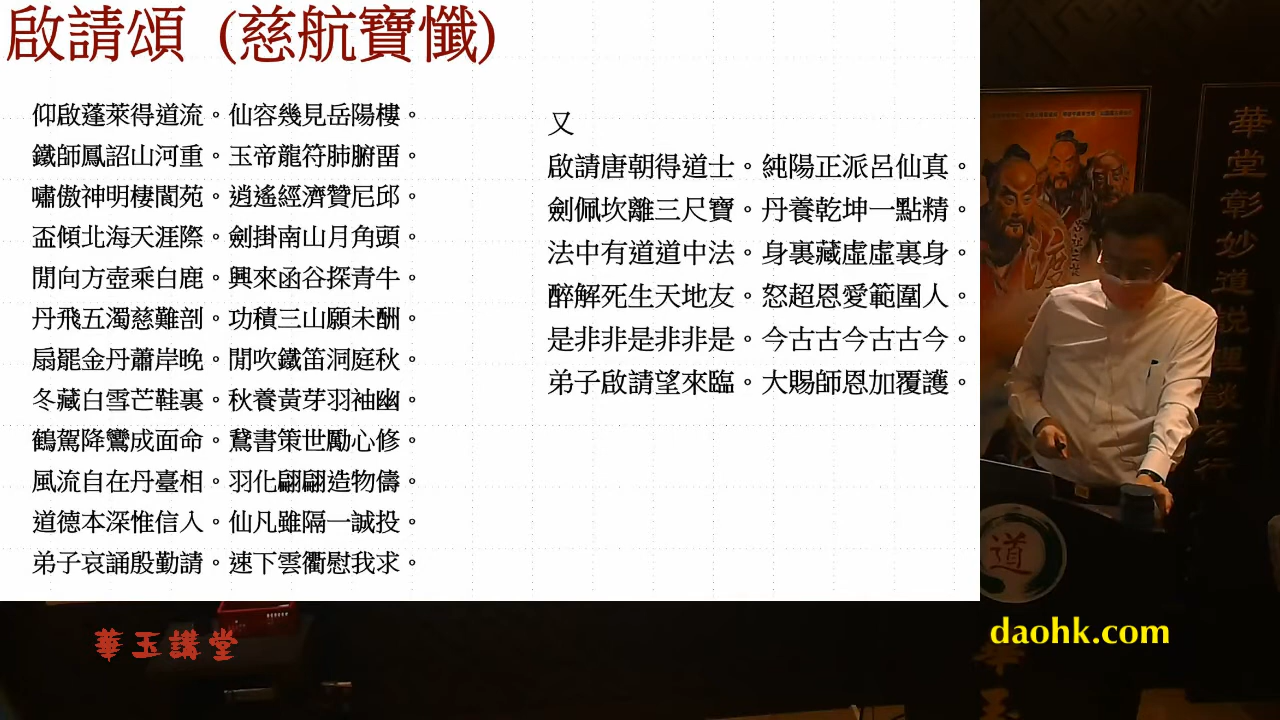 啟請頌 (慈航寶懺)
仰啟蓬萊得道流。仙容幾見岳陽樓。
鐵師鳳詔山河重。玉帝龍符肺腑畱。
嘯傲神明棲閬苑。逍遙經濟贊尼邱。
盃傾北海天涯際。劍掛南山月角頭。
閒向方壺乘白鹿。興來函谷探青牛。
丹飛五濁慈難剖。功積三山願未酬。
扇罷金丹蕭岸晚。閒吹鐵笛洞庭秋。
冬藏白雪芒鞋裏。秋養黃芽羽袖幽。
鶴駕降鸞成面命。鵞書策世勵心修。
風流自在丹臺相。羽化翩翩造物儔。
道德本深惟信入。仙凡雖隔一誠投。
弟子哀誦殷勤請。速下雲衢慰我求。
又
啟請唐朝得道士。純陽正派呂仙真。
劍佩坎離三尺寶。丹養乾坤一點精。
法中有道道中法。身裏藏虛虛裏身。
醉解死生天地友。怒超恩愛範圍人。
是非非是非非是。今古古今古古今。
弟子啟請望來臨。大賜師恩加覆護。
華堂彰妙道
談玄行
渡
道
華玉講堂
daohk.com